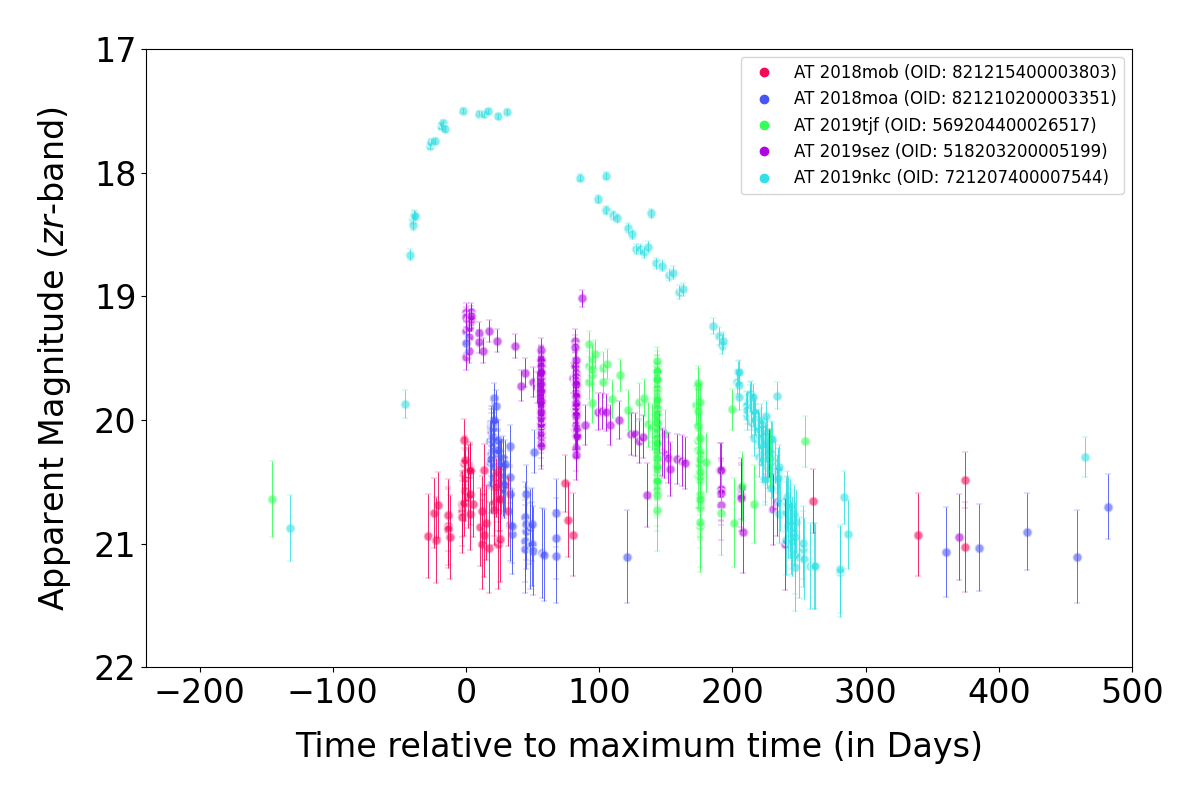 17
18
19
20
21
22
Apparent Magnitude (zr-band)
AT 2018mob (OID: 821215400003803)
AT 2018moa (OID: 821210200003351)
AT 2019tjf (OID: 569204400026517)
AT 2019sez (OID: 518203200005199)
AT 2019nkc (OID: 721207400007544)
−200 −100 0 100 200 300 400 500
Time relative to maximum time (in Days)